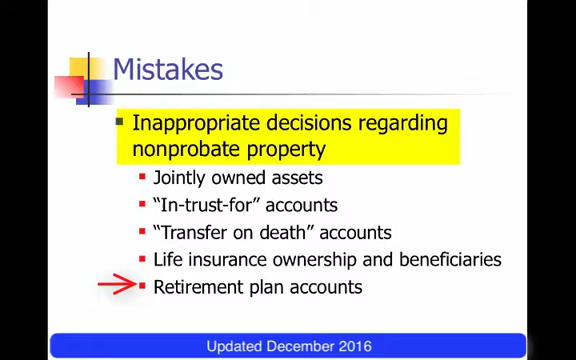 Mistakes
Inappropriate decisions regarding
nonprobate property
Jointly owned assets
“In-trust-for” accounts
“Transfer on death” accounts
Life insurance ownership and beneficiaries
Retirement plan accounts
Updated December 2016